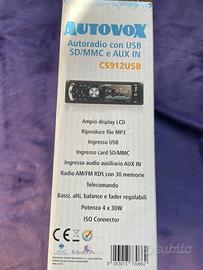 AUTOVOX
Autoradio con USB
SD/MMC e AUX IN
CS912USB
Ampio display LCD
Riproduce file MP3
Ingresso USB
Ingresso card SD/MMC
Ingresso audio ausiliario AUX IN
Radio AM/FM RDS con 30 memorie
Telecomando
Bassi, alti, balance e fader regolabili
Potenza 4 x 30W
ISO Connector
subito